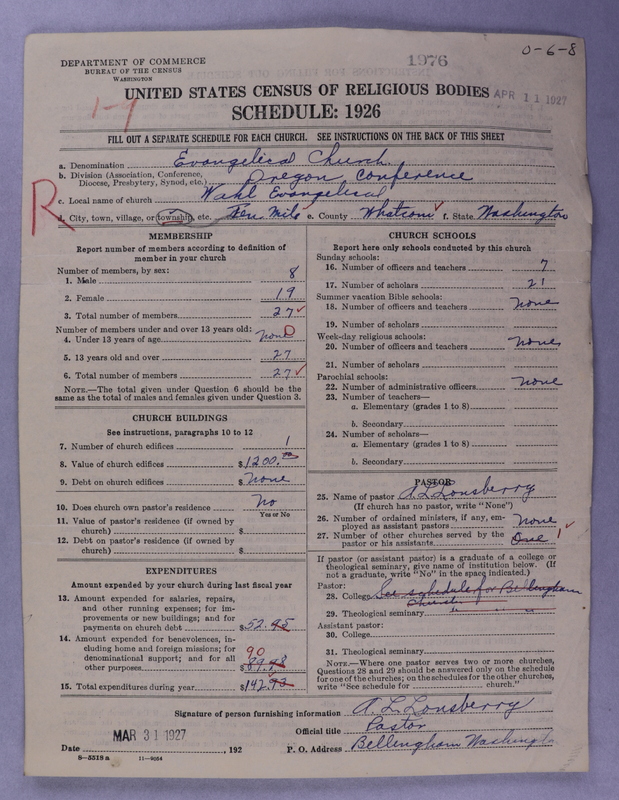 0-6-8
1976
DEPARTMENT OF COMMERCE
BUREAU OF THE CENSUS
WASHINGTON
1-9
UNITED STATES CENSUS OF RELIGIOUS BODIES
APR 11 1927
SCHEDULE: 1926
FILL OUT A SEPARATE SCHEDULE FOR EACH CHURCH. SEE INSTRUCTIONS ON THE BACK OF THIS SHEET
a. Denomination Evangelical Church
b. Division (Association, Conference, Diocese, Presbytery, Synod, etc.) Oregon Conference
c. Local name of church Wahl Evangelical
R
d. City, town, village, or township, etc. Ten Mile e. County Whatcom f. State Washington
MEMBERSHIP
Report number of members according to definition of
member in your church
Number of members, by sex:
1. Male 8
2. Female 19
3. Total number of members 27
Number of members under and over 13 years old:
4. Under 13 years of age none 0
5. 13 years old and over 27
6. Total number of members 27
NOTE.—The total given under Question 6 should be
same as the total of males and females given under Question 3.
CHURCH BUILDINGS
See instructions, paragraphs 10 to 12
7. Number of church edifices 1
8. Value of church edifices $1200.00
9. Debt on church edifices $ none
10. Does church own pastor's residence no
Yes or No
11. Value of pastor's residence (if owned by
church) $
12. Debt on pastor's residence (if owned by
church) $
EXPENDITURES
Amount expended by your church during last fiscal year
13. Amount expended for salaries, repairs,
and other running expenses; for im-
provements or new buildings; and for
payments on church debt $52.45
14. Amount expended for benevolences, in-
cluding home and foreign missions; for
denominational support; and for all
90
other purposes $89.48
15. Total expenditures during year $142.93
CHURCH SCHOOLS
Report here only schools conducted by this church
Sunday schools:
16. Number of officers and teachers 7
17. Number of scholars 21
Summer vacation Bible schools:
18. Number of officers and teachers none
19. Number of scholars
Week-day religious schools:
20. Number of officers and teachers none
21. Number of scholars
Parochial schools:
22. Number of administrative officers none
23. Number of teachers—
a. Elementary (grades 1 to 8)
b. Secondary
24. Number of scholars—
a. Elementary (grades 1 to 8)
b. Secondary
PASTOR
25. Name of pastor A. L. Lonsberry
(If church has no pastor, write "None")
26. Number of ordained ministers, if any, em-
ployed as assistant pastors none
27. Number of other churches served by the
pastor or his assistants One 1
If pastor (or assistant pastor) is a graduate of a college or
theological seminary, give name of institution below. (If
not a graduate, write "No" in the space indicated.)
Pastor:
28. College See schedule for Bellingham
Church
29. Theological seminary " "
Assistant pastor:
30. College
31. Theological seminary
NOTE.—Where one pastor serves two or more churches,
Questions 28 and 29 should be answered only on the schedule
for one of the churches; on the schedules for the other churches,
write "See schedule for church."
Signature of person furnishing information A. L. Lonsberry
Official title Pastor
MAR 31 1927
Date , 192 P. O. Address Bellingham Washington
8—5518 a 11—9054